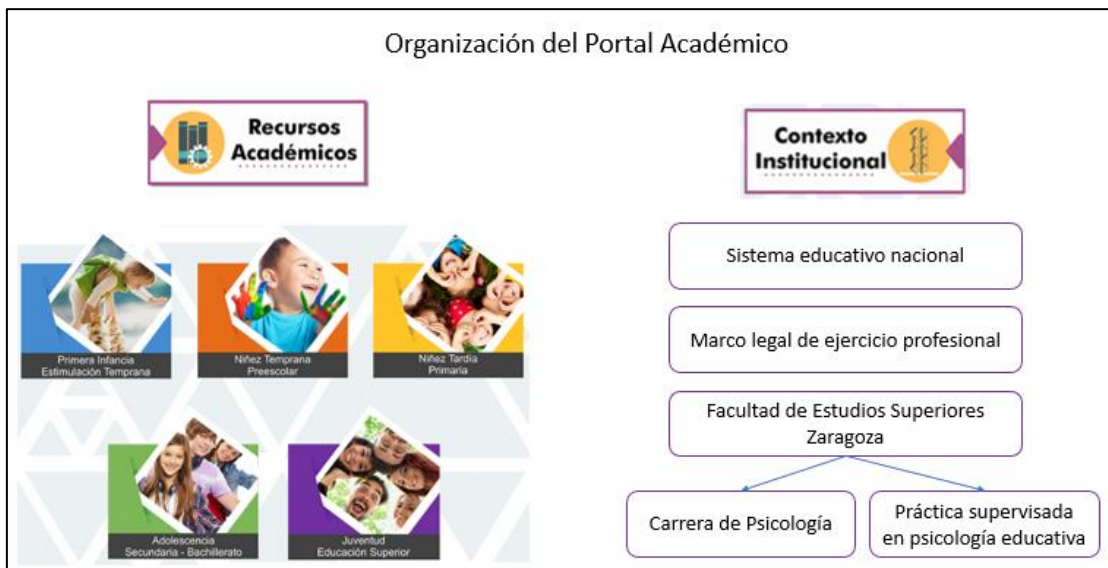 Organización del Portal Académico
Recursos
Académicos
Primera Infancia
Estimulación Temprana
Niñez Temprana
Preescolar
Niñez Tardía
Primaria
Adolescencia
Secundaria - Bachillerato
Juventud
Educación Superior
Contexto
Institucional
Sistema educativo nacional
Marco legal de ejercicio profesional
Facultad de Estudios Superiores
Zaragoza
Carrera de Psicología
Práctica supervisada
en psicología educativa